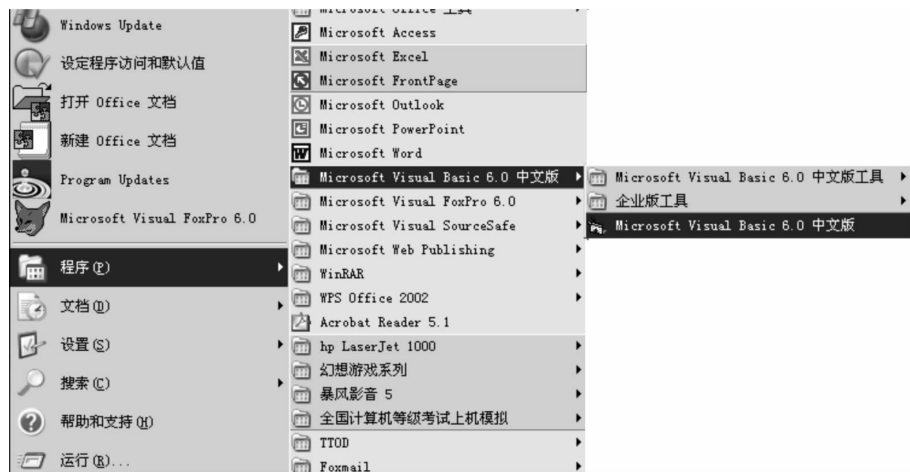 Windows Update
设定程序访问和默认值
打开 Office 文档
新建 Office 文档
Program Updates
Microsoft Visual FoxPro 6.0
程序(P)
文档(D)
设置(S)
搜索(C)
帮助和支持(H)
运行(R)...
Microsoft Office 工具
Microsoft Access
Microsoft Excel
Microsoft FrontPage
Microsoft Outlook
Microsoft PowerPoint
Microsoft Word
Microsoft Visual Basic 6.0 中文版
Microsoft Visual FoxPro 6.0
Microsoft Visual SourceSafe
Microsoft Web Publishing
WinRAR
WPS Office 2002
Acrobat Reader 5.1
hp LaserJet 1000
幻想游戏系列
暴风影音 5
全国计算机等级考试上机模拟
TTOD
Foxmail
Microsoft Visual Basic 6.0 中文版工具
企业版工具
Microsoft Visual Basic 6.0 中文版